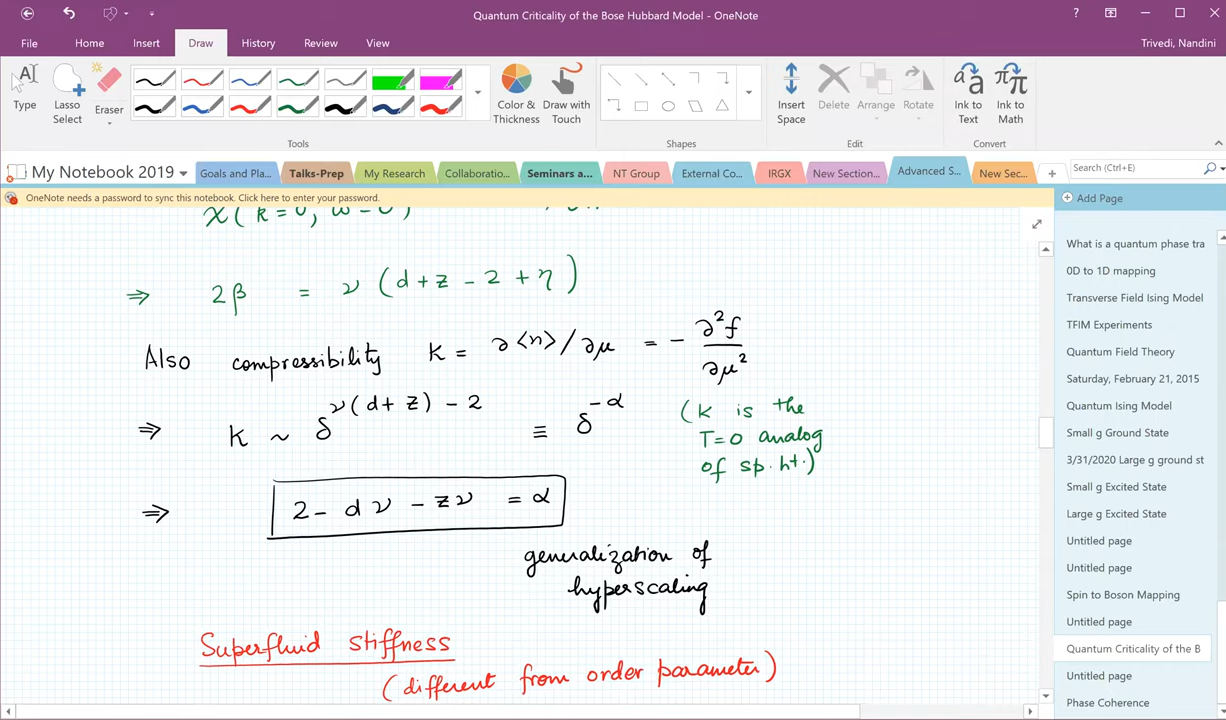 Quantum Criticality of the Bose Hubbard Model - OneNote
?
File Home Insert Draw History Review View
Trivedi, Nandini
Type
Lasso Select
Eraser
Color & Thickness
Draw with Touch
Insert Space
Delete
Arrange
Rotate
Ink to Text
Ink to Math
Tools
Shapes
Edit
Convert
My Notebook 2019
Goals and Pla...
Talks-Prep
My Research
Collaboratio...
Seminars a...
NT Group
External Co...
IRGX
New Section...
Advanced S...
New Sec...
Search (Ctrl+E)
OneNote needs a password to sync this notebook. Click here to enter your password.
Add Page
χ( k=0, ω=0,
⇒ 2β = ν (d+z-2+η)
Also compressibility K = ∂<n>/∂μ = - ∂²f/∂μ²
⇒ K ~ δ^{ν(d+z)-2} ≡ δ^{-α}
(K is the
T=0 analog
of sp. ht.)
⇒ 2 - dν - zν = α
generalization of
hyperscaling
Superfluid stiffness
(different from order parameter)
What is a quantum phase tra
0D to 1D mapping
Transverse Field Ising Model
TFIM Experiments
Quantum Field Theory
Saturday, February 21, 2015
Quantum Ising Model
Small g Ground State
3/31/2020 Large g ground st
Small g Excited State
Large g Excited State
Untitled page
Untitled page
Spin to Boson Mapping
Untitled page
Quantum Criticality of the B
Untitled page
Phase Coherence